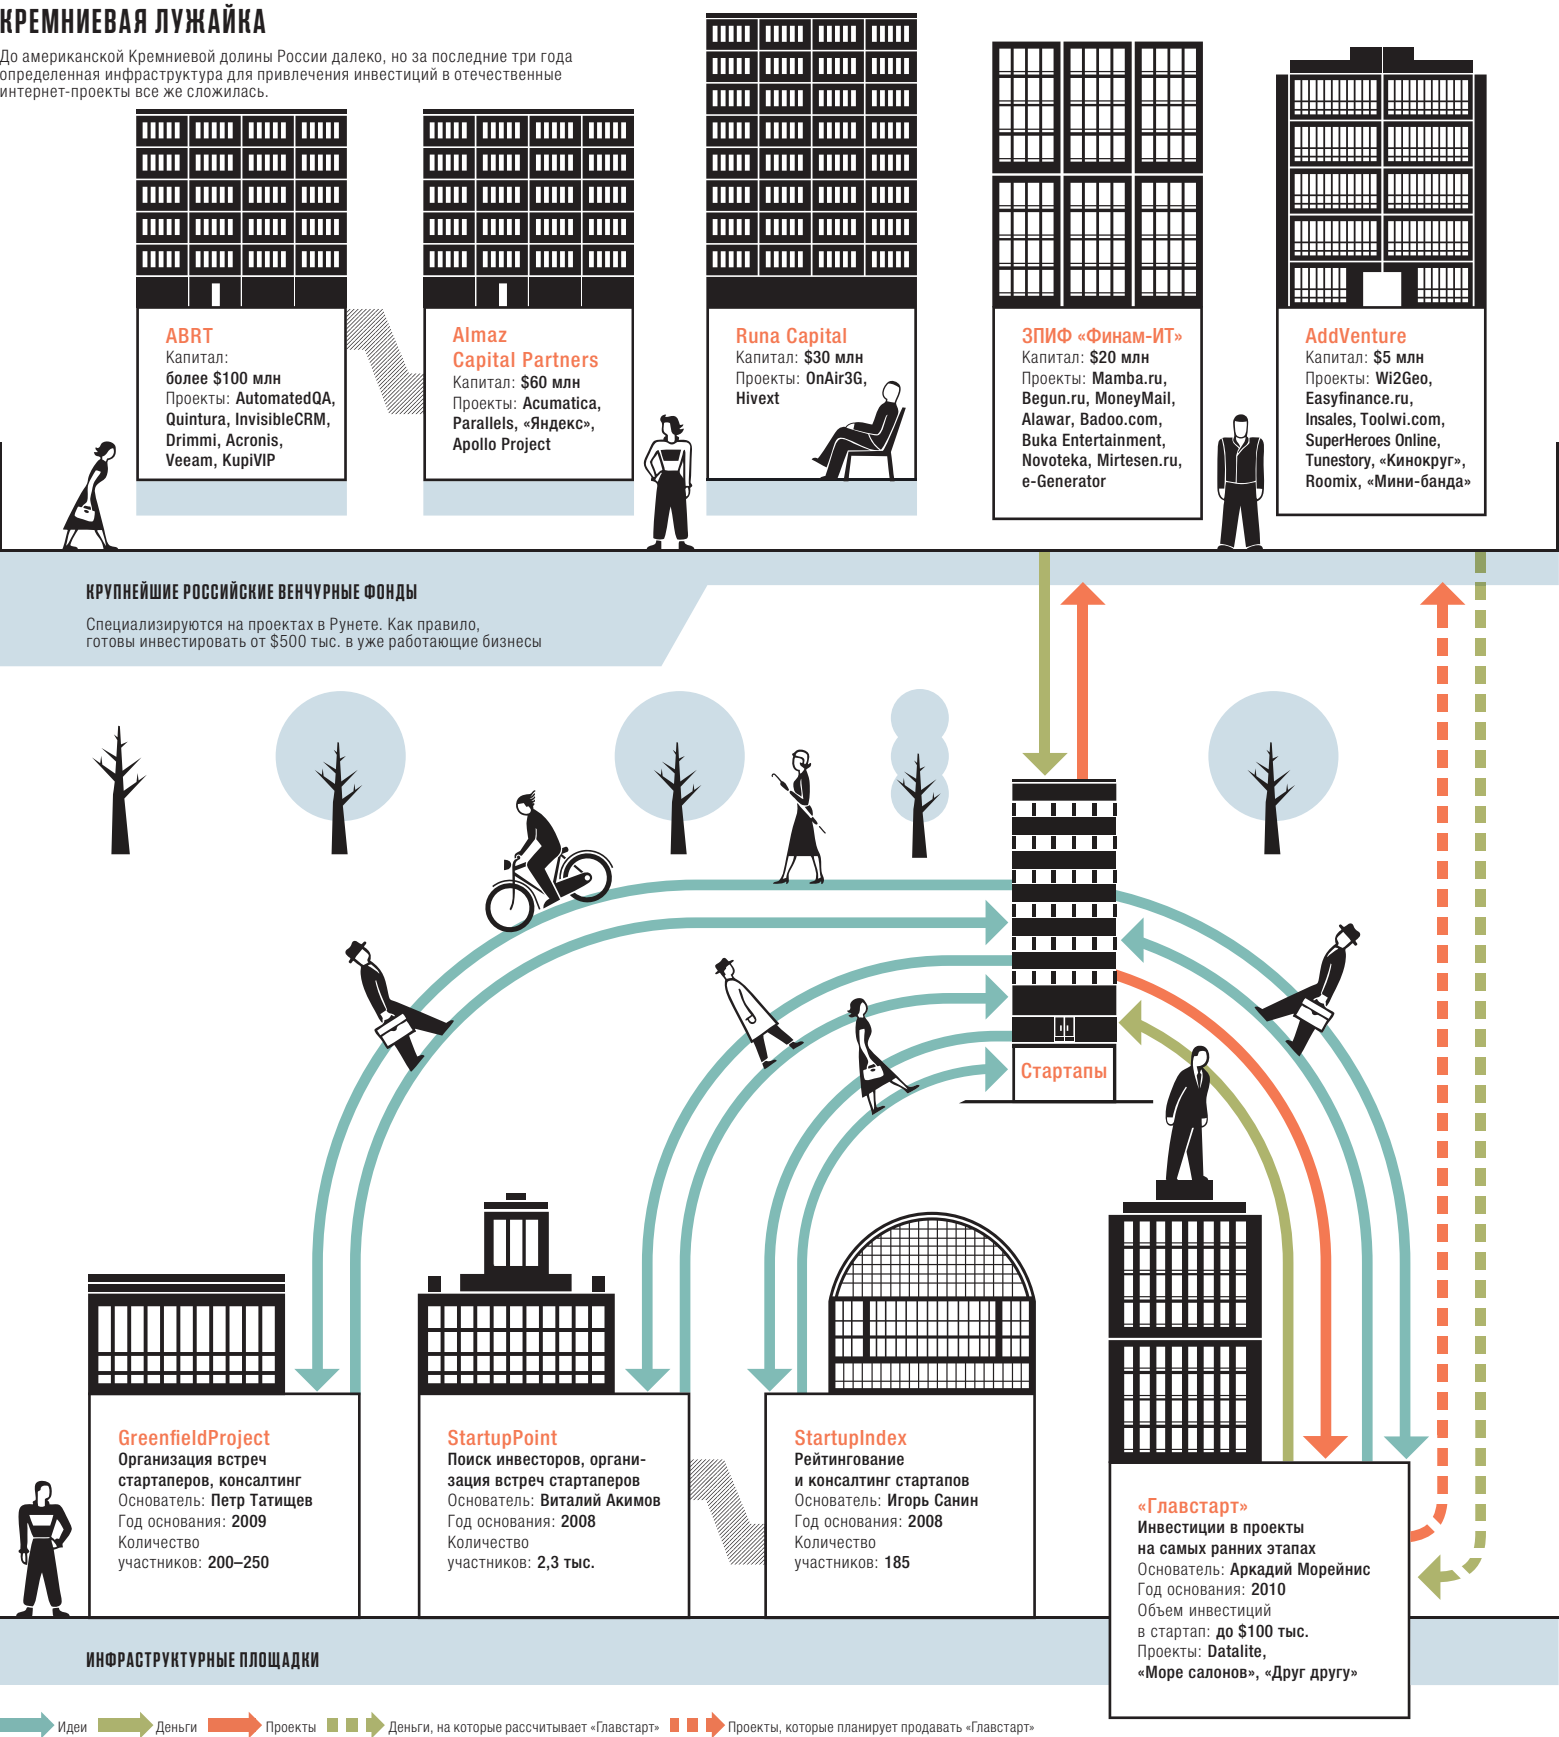 КРЕМНИЕВАЯ ЛУЖАЙКА
До американской Кремниевой долины России далеко, но за последние три года
определенная инфраструктура для привлечения инвестиций в отечественные
интернет-проекты все же сложилась.
ABRT
Капитал:
более $100 млн
Проекты: AutomatedQA,
Quintura, InvisibleCRM,
Drimmi, Acronis,
Veeam, KupiVIP
Almaz
Capital Partners
Капитал: $60 млн
Проекты: Acumatica,
Parallels, «Яндекс»,
Apollo Project
Runa Capital
Капитал: $30 млн
Проекты: OnAir3G,
Hivext
ЗПИФ «Финам-ИТ»
Капитал: $20 млн
Проекты: Mamba.ru,
Begun.ru, MoneyMail,
Alawar, Badoo.com,
Buka Entertainment,
Novoteka, Mirtesen.ru,
e-Generator
AddVenture
Капитал: $5 млн
Проекты: Wi2Geo,
Easyfinance.ru,
Insales, Toolwi.com,
SuperHeroes Online,
Tunestory, «Кинокруг»,
Roomix, «Мини-банда»
КРУПНЕЙШИЕ РОССИЙСКИЕ ВЕНЧУРНЫЕ ФОНДЫ
Специализируются на проектах в Рунете. Как правило,
готовы инвестировать от $500 тыс. в уже работающие бизнесы
Стартапы
GreenfieldProject
Организация встреч
стартаперов, консалтинг
Основатель: Петр Татищев
Год основания: 2009
Количество
участников: 200–250
StartupPoint
Поиск инвесторов, органи-
зация встреч стартаперов
Основатель: Виталий Акимов
Год основания: 2008
Количество
участников: 2,3 тыс.
StartupIndex
Рейтингование
и консалтинг стартапов
Основатель: Игорь Санин
Год основания: 2008
Количество
участников: 185
«Главстарт»
Инвестиции в проекты
на самых ранних этапах
Основатель: Аркадий Морейнис
Год основания: 2010
Объем инвестиций
в стартап: до $100 тыс.
Проекты: Datalite,
«Море салонов», «Друг другу»
ИНФРАСТРУКТУРНЫЕ ПЛОЩАДКИ
Идеи
Деньги
Проекты
Деньги, на которые рассчитывает «Главстарт»
Проекты, которые планирует продавать «Главстарт»